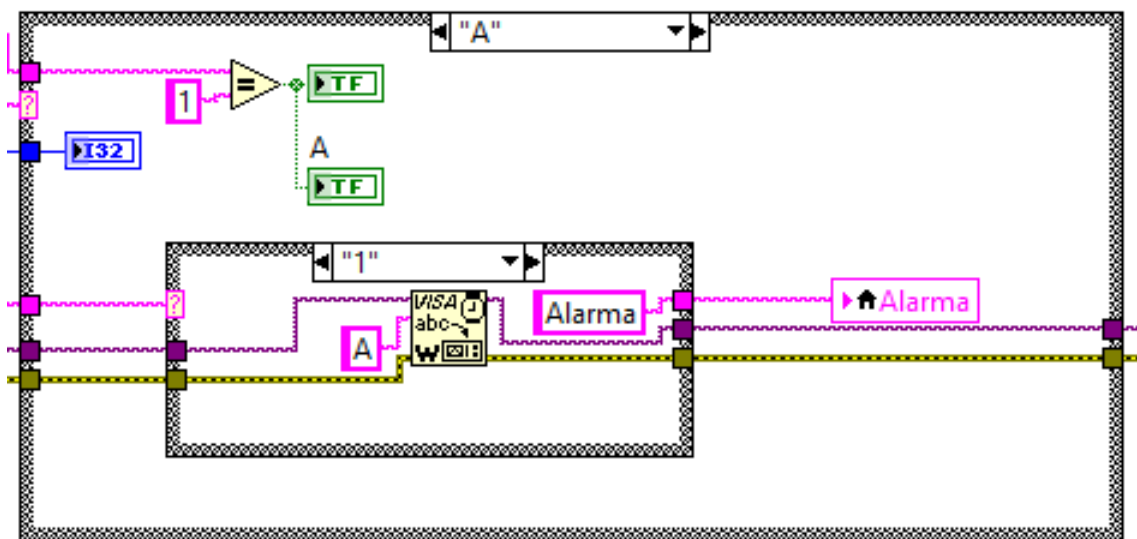 "A"
?
=
TF
1
I32
A
TF
"1"
?
VISA
abc
W
A
Alarma
Alarma